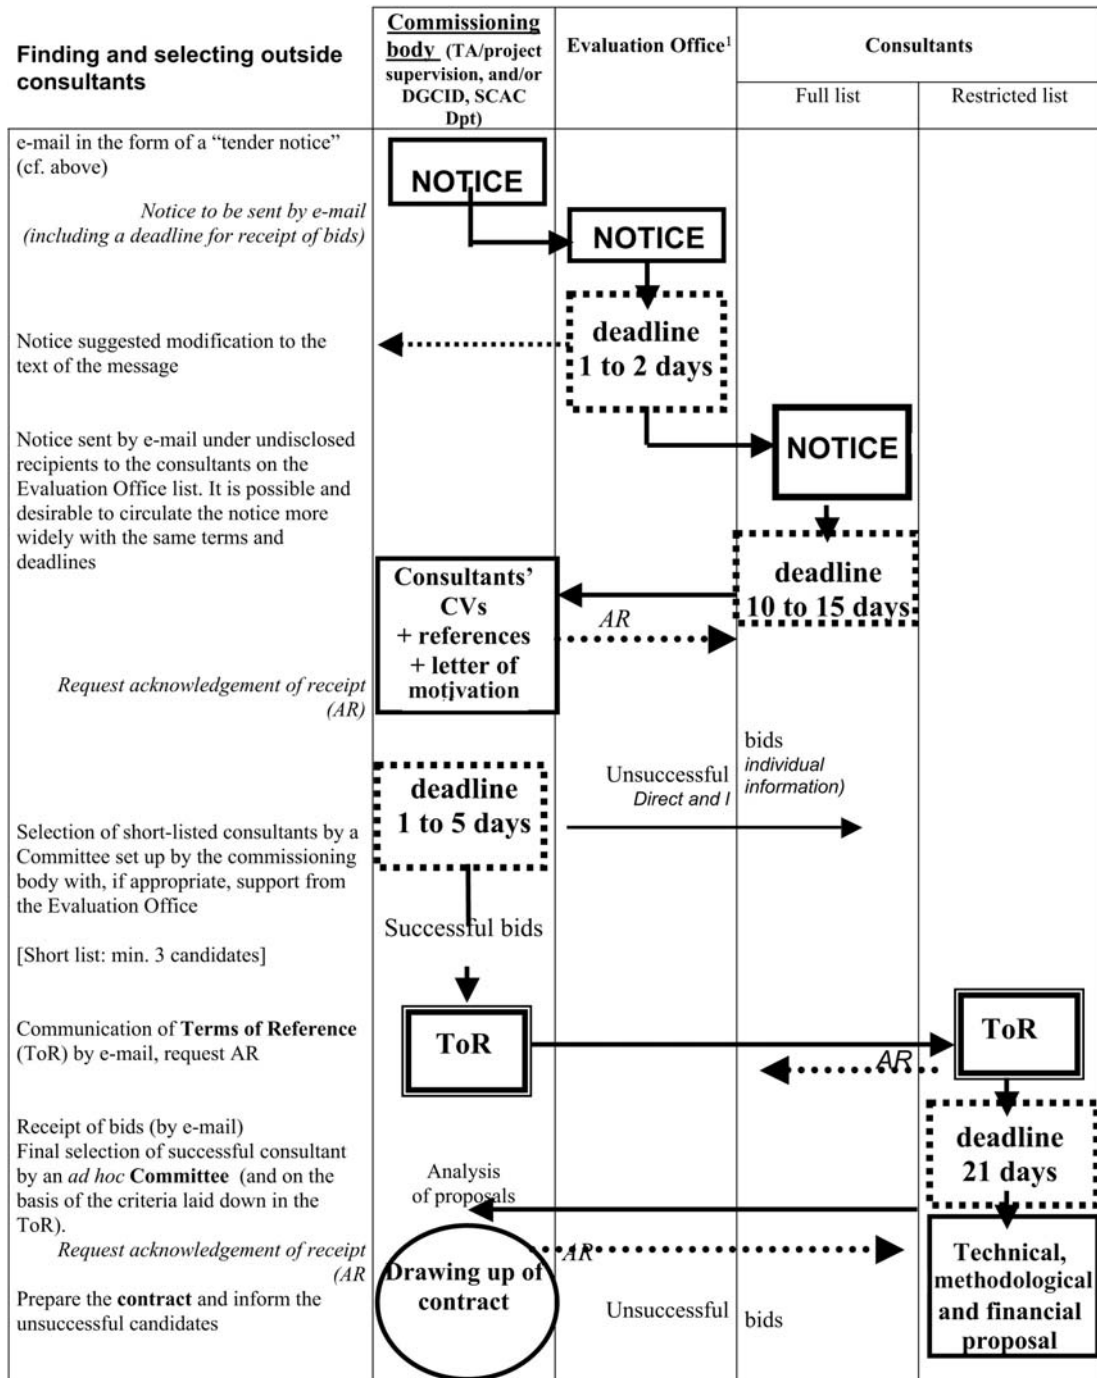 Finding and selecting outside
consultants
Commissioning
body (TA/project
supervision, and/or
DGCID, SCAC
Dpt)
Evaluation Office1
Consultants
Full list
Restricted list
e-mail in the form of a “tender notice”
(cf. above)
NOTICE
Notice to be sent by e-mail
(including a deadline for receipt of bids)
NOTICE
deadline
1 to 2 days
Notice suggested modification to the
text of the message
NOTICE
Notice sent by e-mail under undisclosed
recipients to the consultants on the
Evaluation Office list. It is possible and
desirable to circulate the notice more
widely with the same terms and
deadlines
deadline
10 to 15 days
Consultants’
CVs
+ references
+ letter of
motivation
AR
Request acknowledgement of receipt
(AR)
bids
individual
information)
Unsuccessful
Direct and I
deadline
1 to 5 days
Selection of short-listed consultants by a
Committee set up by the commissioning
body with, if appropriate, support from
the Evaluation Office
Successful bids
[Short list: min. 3 candidates]
Communication of Terms of Reference
(ToR) by e-mail, request AR
ToR
ToR
AR
deadline
21 days
Receipt of bids (by e-mail)
Final selection of successful consultant
by an ad hoc Committee (and on the
basis of the criteria laid down in the
ToR).
Analysis
of proposals
Request acknowledgement of receipt
(AR
AR
Drawing up of
contract
Technical,
methodological
and financial
proposal
Prepare the contract and inform the
unsuccessful candidates
Unsuccessful
bids